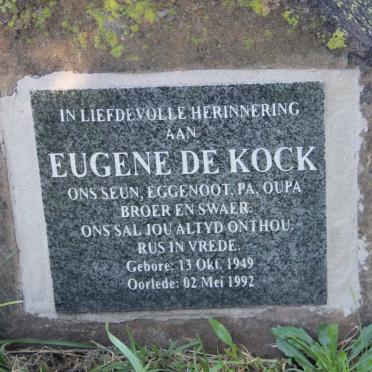 IN LIEFDEVOLLE HERINNERING
AAN
EUGENE DE KOCK
ONS SEUN, EGGENOOT, PA, OUPA
BROER EN SWAER.
ONS SAL JOU ALTYD ONTHOU.
RUS IN VREDE.
Gebore: 13 Okt. 1949
Oorlede: 02 Mei 1992